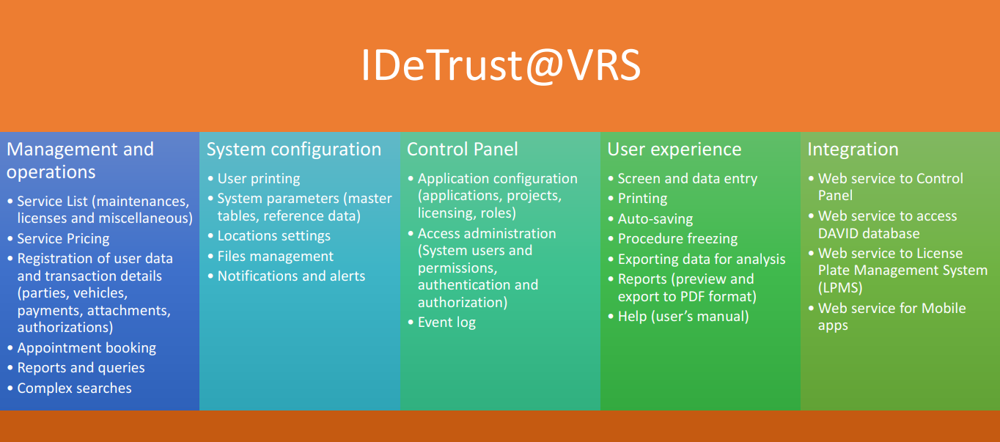 IDeTrust@VRS
Management and
operations
• Service List (maintenances,
licenses and miscellaneous)
• Service Pricing
• Registration of user data
and transaction details
(parties, vehicles,
payments, attachments,
authorizations)
• Appointment booking
• Reports and queries
• Complex searches
System configuration
• User printing
• System parameters (master
tables, reference data)
• Locations settings
• Files management
• Notifications and alerts
Control Panel
• Application configuration
(applications, projects,
licensing, roles)
• Access administration
(System users and
permissions,
authentication and
authorization)
• Event log
User experience
• Screen and data entry
• Printing
• Auto-saving
• Procedure freezing
• Exporting data for analysis
• Reports (preview and
export to PDF format)
• Help (user’s manual)
Integration
• Web service to Control
Panel
• Web service to access
DAVID database
• Web service to License
Plate Management System
(LPMS)
• Web service for Mobile
apps